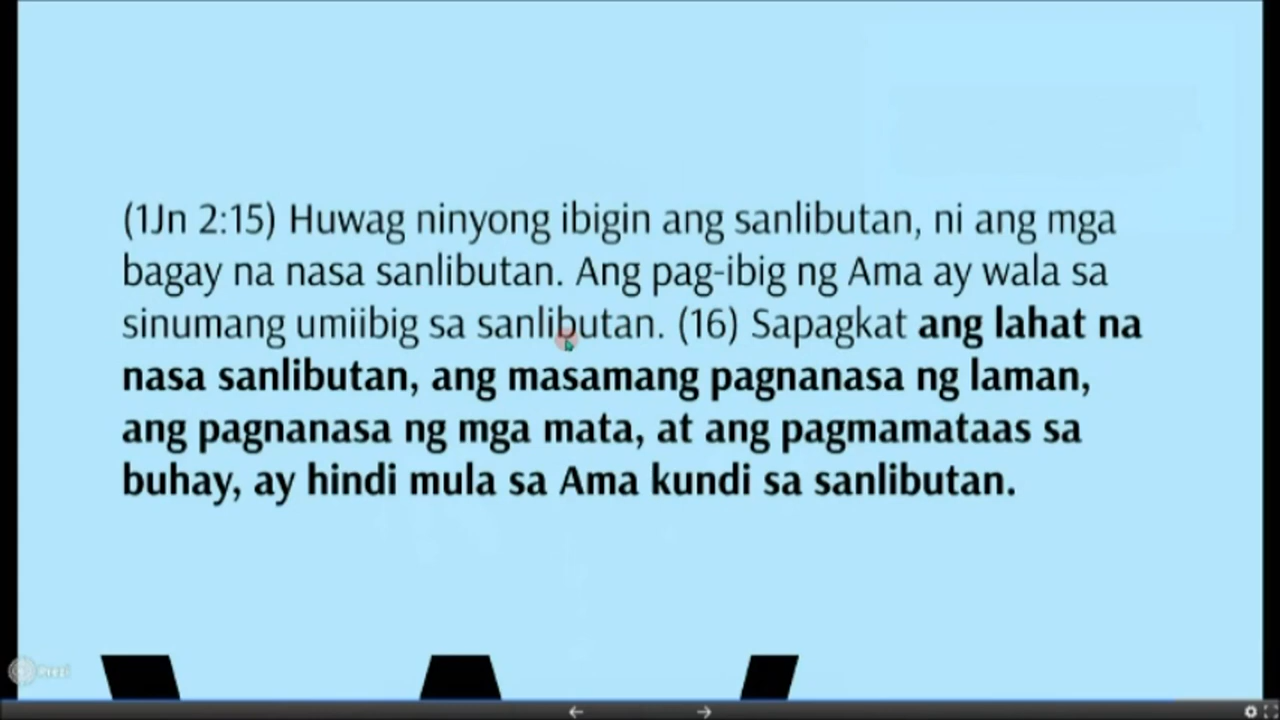 (1Jn 2:15) Huwag ninyong ibigin ang sanlibutan, ni ang mga
bagay na nasa sanlibutan. Ang pag-ibig ng Ama ay wala sa
sinumang umiibig sa sanlibutan. (16) Sapagkat ang lahat na
nasa sanlibutan, ang masamang pagnanasa ng laman,
ang pagnanasa ng mga mata, at ang pagmamataas sa
buhay, ay hindi mula sa Ama kundi sa sanlibutan.
Prezi